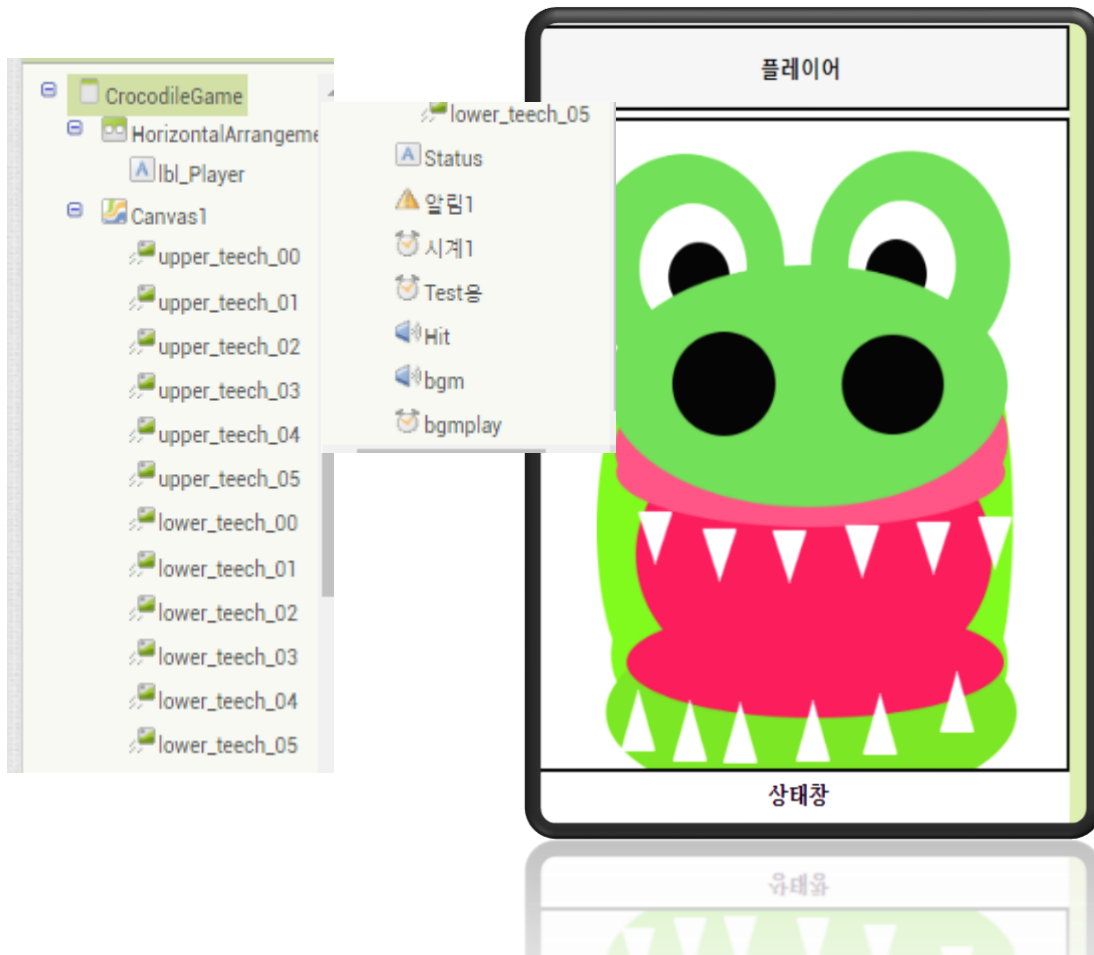 CrocodileGame
HorizontalArrangeme
lbl_Player
Canvas1
upper_teech_00
upper_teech_01
upper_teech_02
upper_teech_03
upper_teech_04
upper_teech_05
lower_teech_00
lower_teech_01
lower_teech_02
lower_teech_03
lower_teech_04
lower_teech_05
lower_teech_05
Status
알림1
시계1
Test용
Hit
bgm
bgmplay
플레이어
상태창